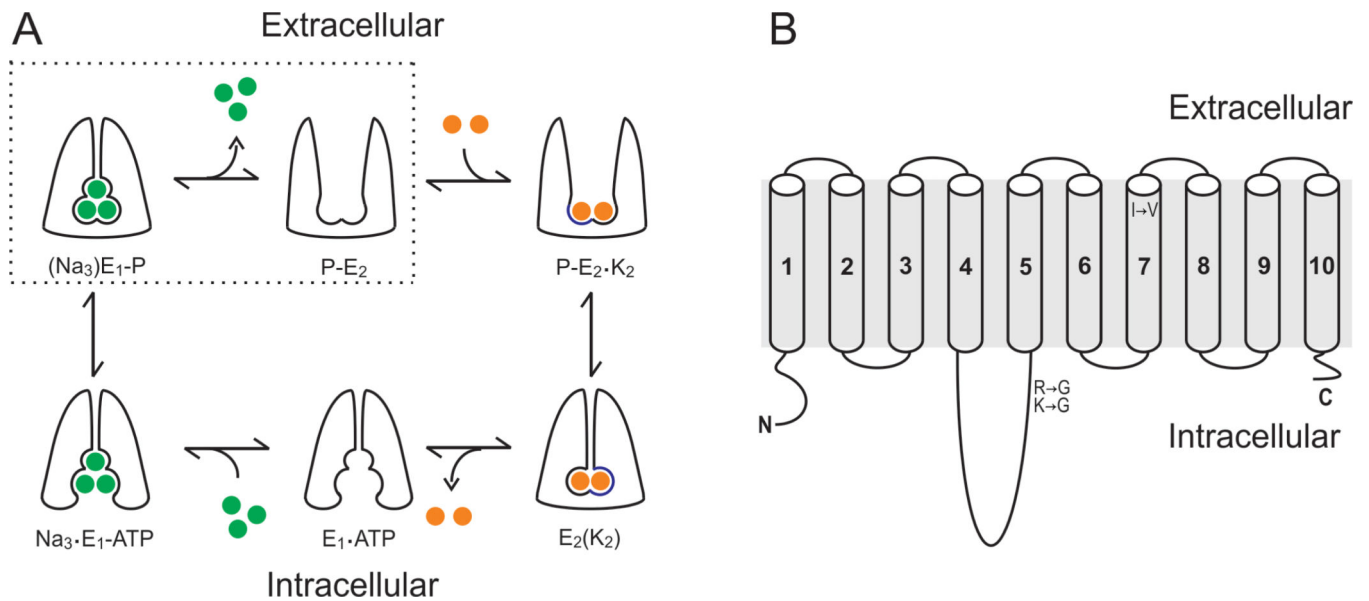 A
Extracellular
(Na₃)E₁-P
P-E₂
P-E₂·K₂
Na₃·E₁-ATP
E₁·ATP
E₂(K₂)
Intracellular
B
Extracellular
1 2 3 4 5 6 7 8 9 10
I→V
R→G
K→G
N
C
Intracellular